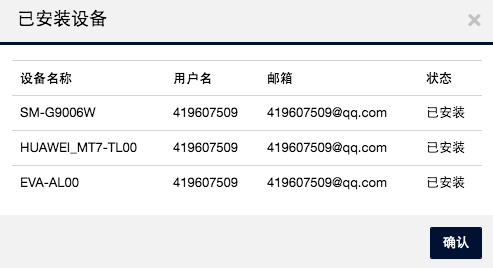 已安装设备
设备名称 用户名 邮箱 状态
SM-G9006W 419607509 419607509@qq.com 已安装
HUAWEI_MT7-TL00 419607509 419607509@qq.com 已安装
EVA-AL00 419607509 419607509@qq.com 已安装
确认